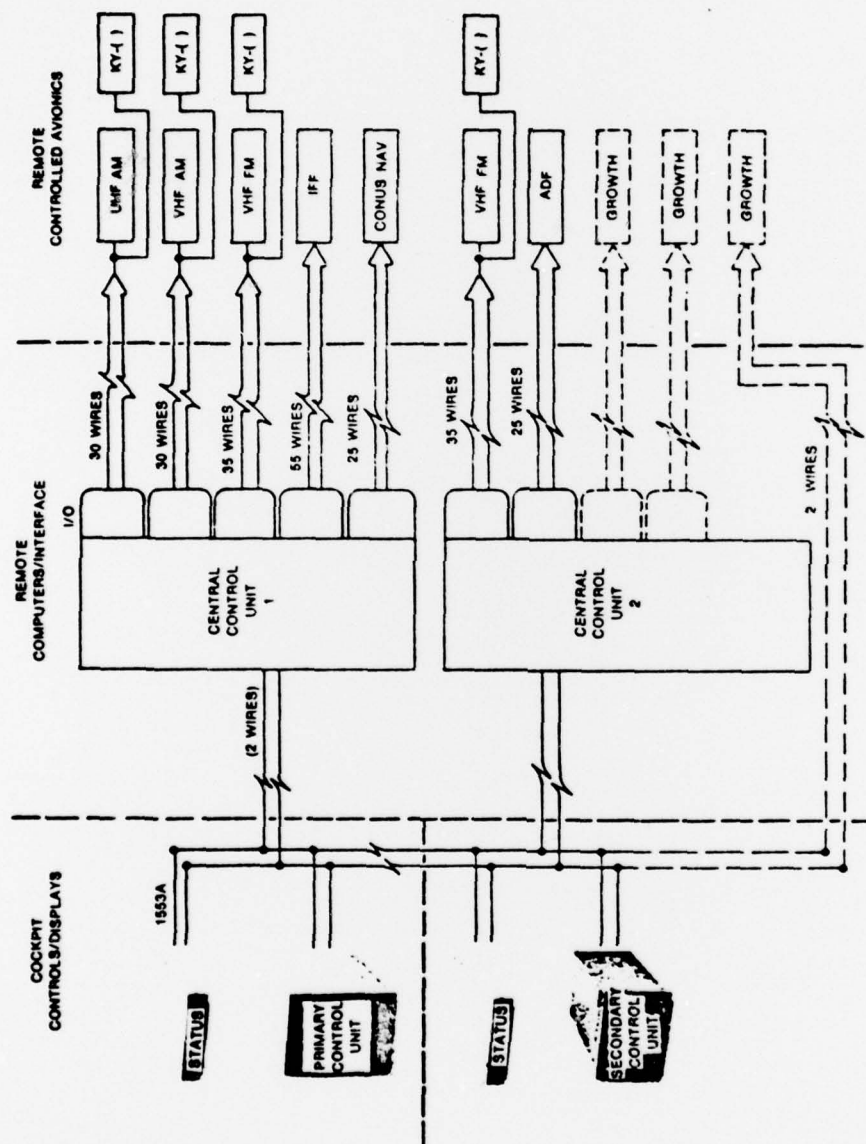 COCKPIT
CONTROLS/DISPLAYS
REMOTE
COMPUTERS/INTERFACE
REMOTE
CONTROLLED AVIONICS
STATUS
1553A
PRIMARY
CONTROL
UNIT
(2 WIRES)
CENTRAL
CONTROL
UNIT
1
I/O
30 WIRES
UHF AM
KY-( )
30 WIRES
VHF AM
KY-( )
35 WIRES
VHF FM
KY-( )
55 WIRES
IFF
25 WIRES
CONUS NAV
STATUS
SECONDARY
CONTROL
UNIT
CENTRAL
CONTROL
UNIT
2
35 WIRES
VHF FM
KY-( )
25 WIRES
ADF
GROWTH
GROWTH
2 WIRES
GROWTH